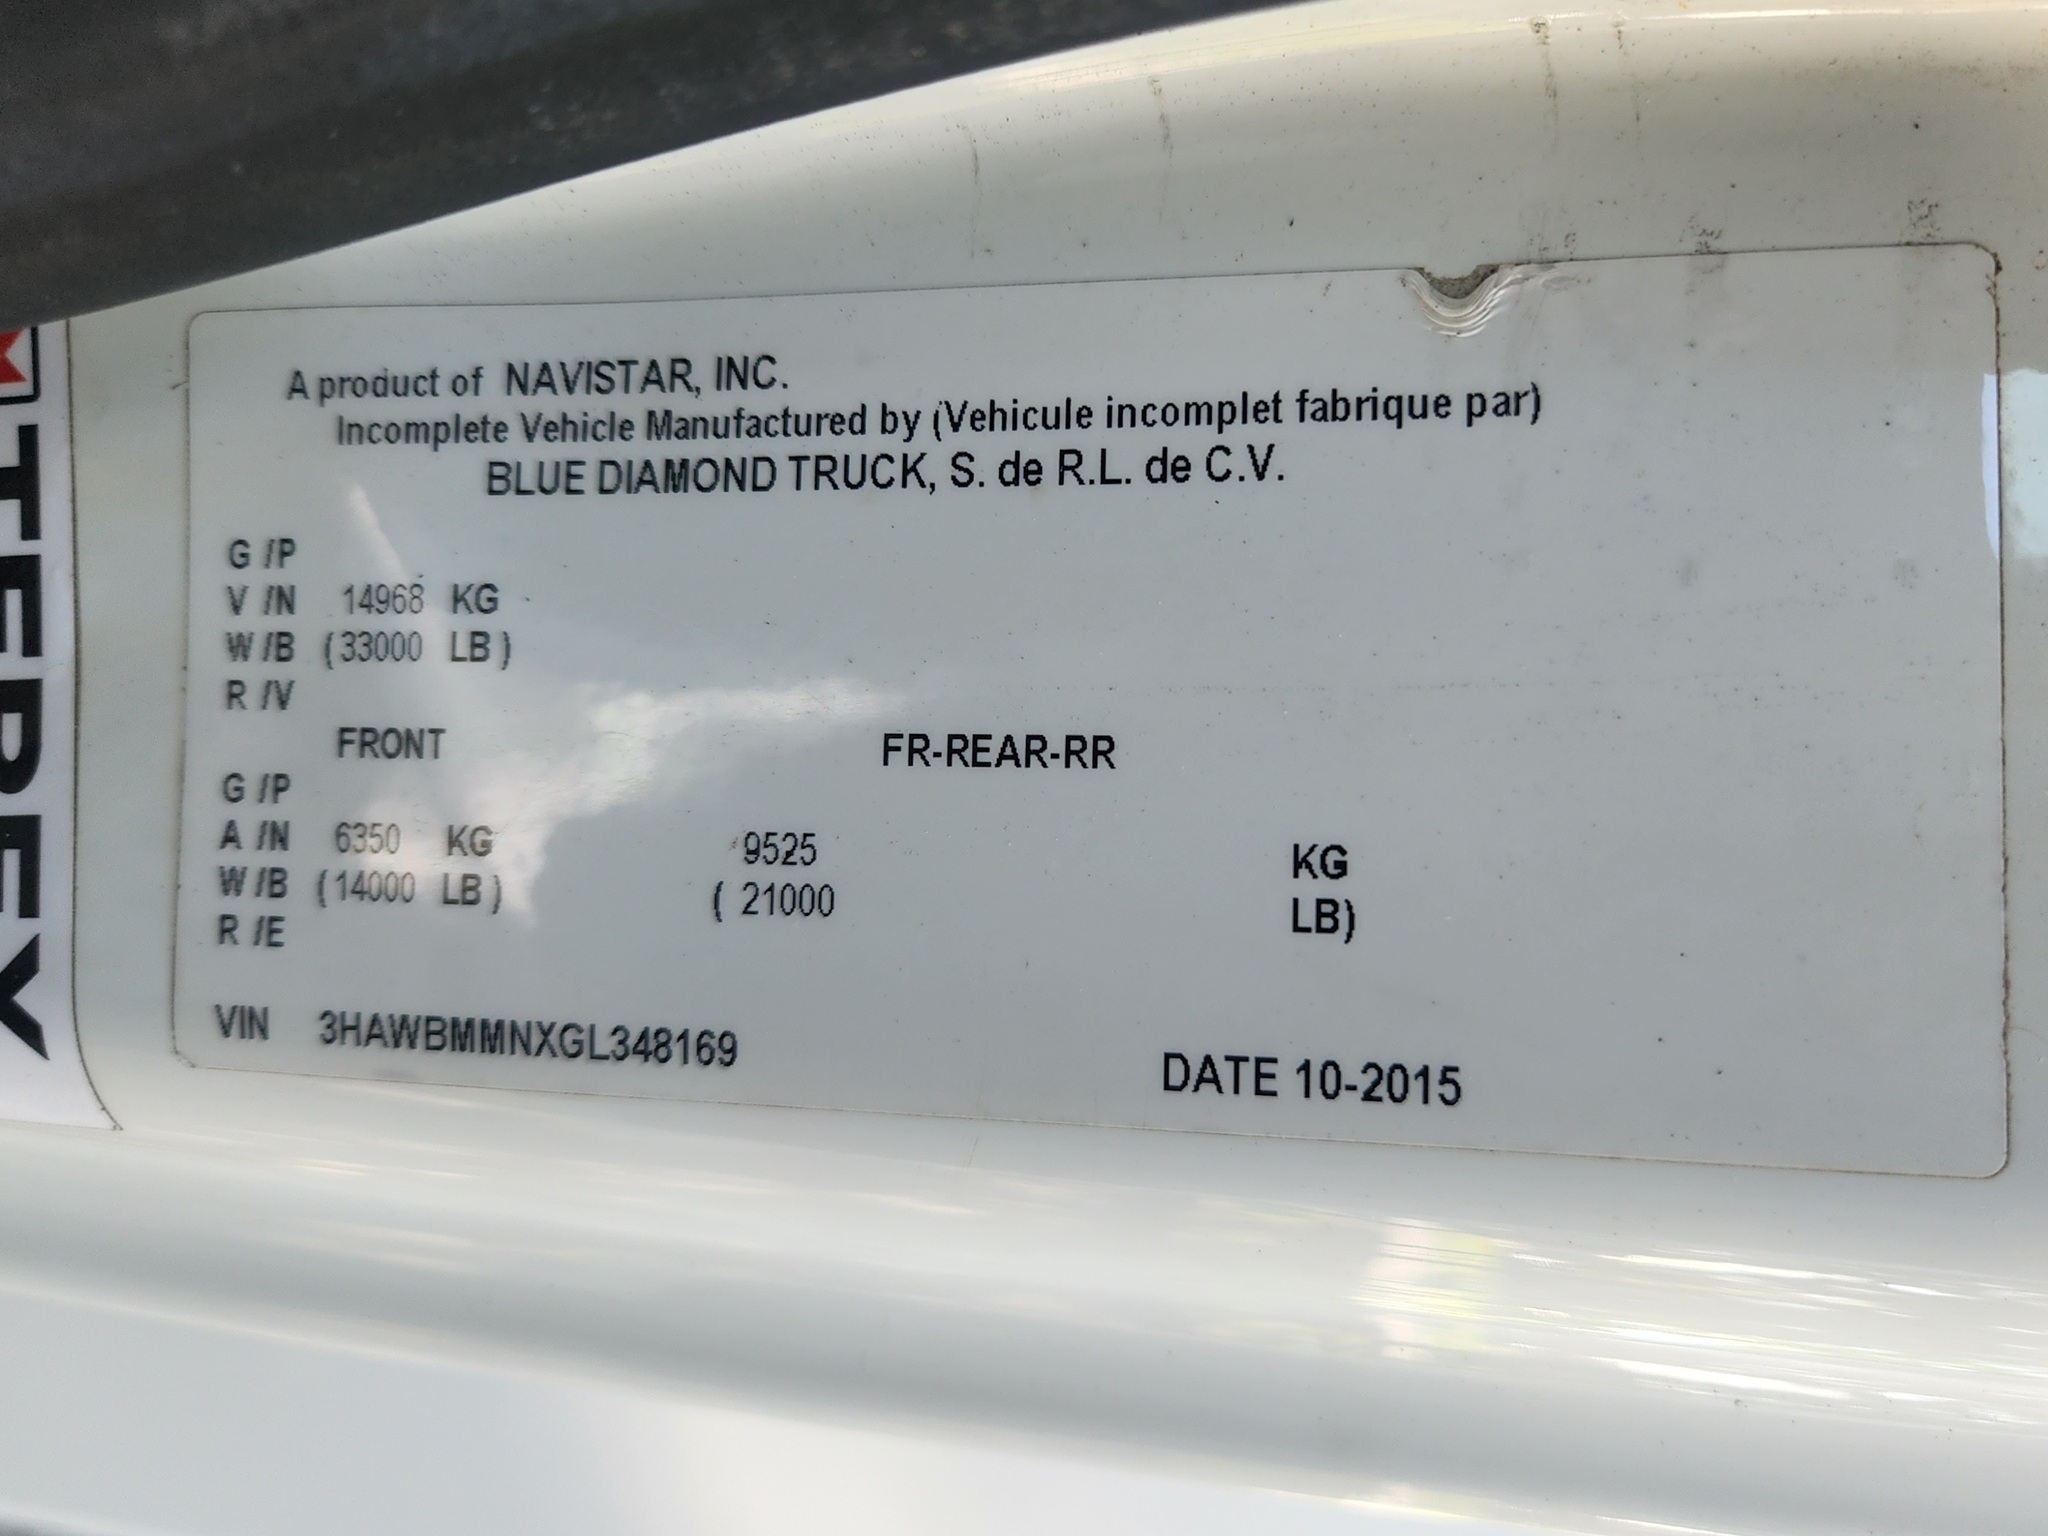 A product of NAVISTAR, INC.
Incomplete Vehicle Manufactured by (Vehicule incomplet fabrique par)
BLUE DIAMOND TRUCK, S. de R.L. de C.V.
G /P
V /N 14968 KG
W /B (33000 LB)
R /V
FRONT FR-REAR-RR
G /P
A /N 6350 KG 9525 KG
W /B (14000 LB) ( 21000 LB)
R /E
VIN 3HAWBMMNXGL348169
DATE 10-2015